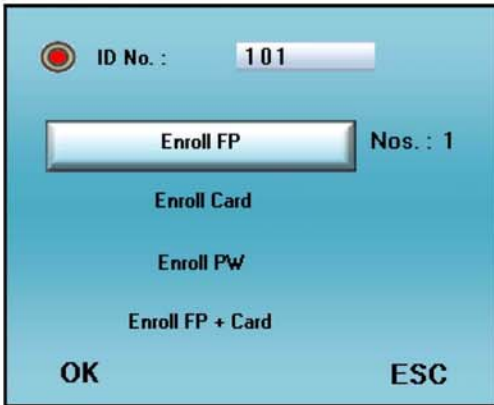 ID No. : 101
Enroll FP Nos. : 1
Enroll Card
Enroll PW
Enroll FP + Card
OK ESC